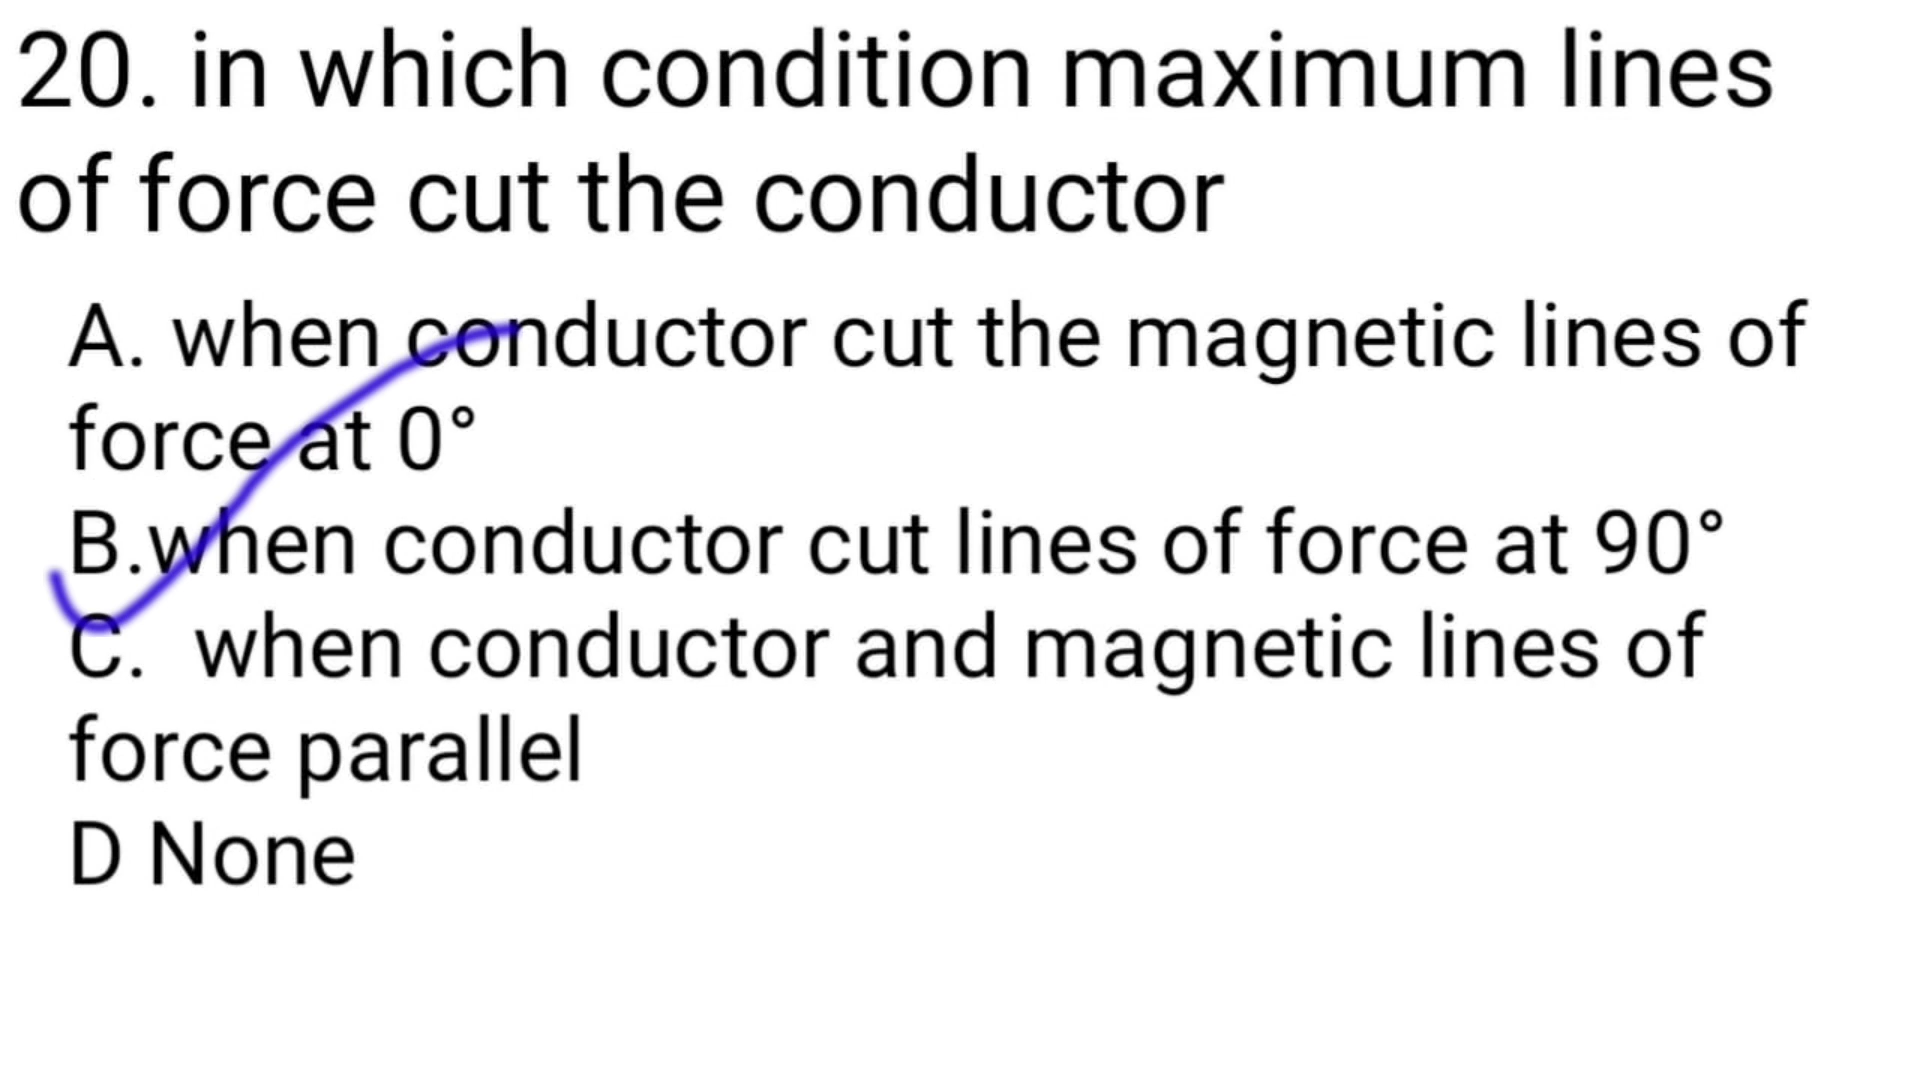 20. in which condition maximum lines
of force cut the conductor
A. when conductor cut the magnetic lines of
force at 0°
B.when conductor cut lines of force at 90°
C.  when conductor and magnetic lines of
force parallel
D None